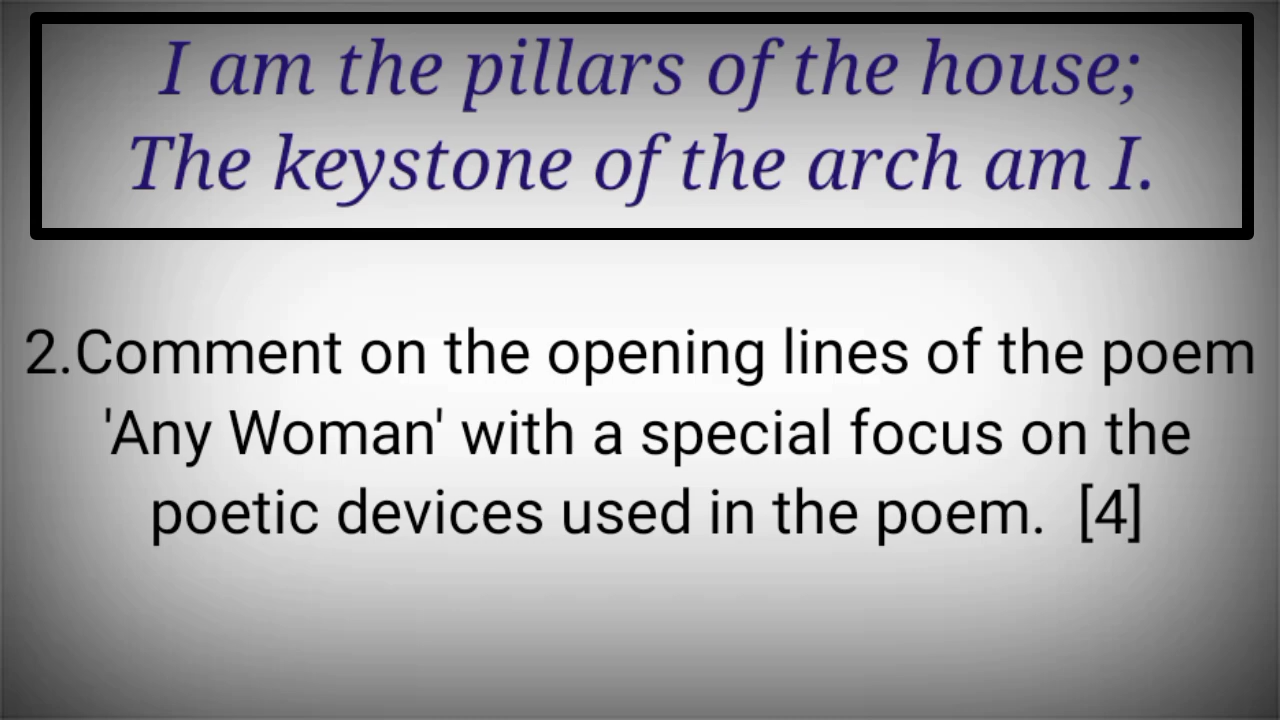 I am the pillars of the house;
The keystone of the arch am I.
2.Comment on the opening lines of the poem
'Any Woman' with a special focus on the
poetic devices used in the poem. [4]